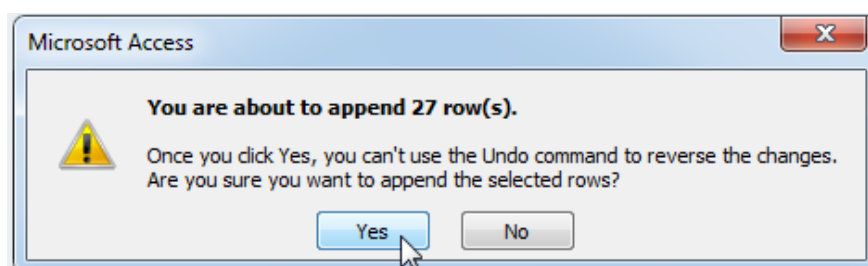 Microsoft Access
You are about to append 27 row(s).
Once you click Yes, you can't use the Undo command to reverse the changes.
Are you sure you want to append the selected rows?
Yes No